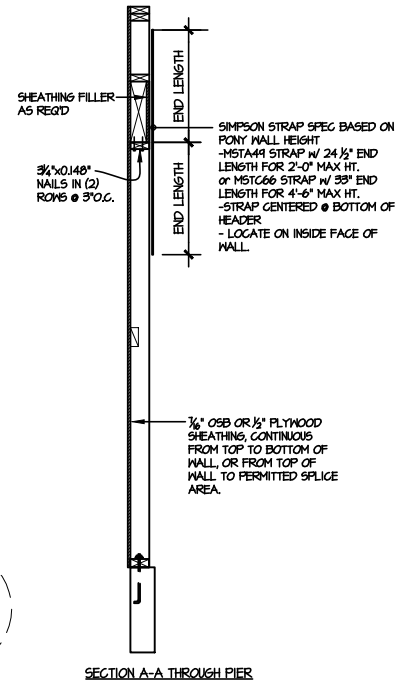 SHEATHING FILLER
AS REQ'D
3¼"x0.148"
NAILS IN (2)
ROWS @ 3"O.C.
END LENGTH
END LENGTH
SIMPSON STRAP SPEC BASED ON
PONY WALL HEIGHT
-MSTA49 STRAP W/ 24 ½" END
LENGTH FOR 2'-0" MAX HT.
or MSTC66 STRAP W/ 33" END
LENGTH FOR 4'-6" MAX HT.
-STRAP CENTERED @ BOTTOM OF
HEADER
- LOCATE ON INSIDE FACE OF
WALL.
7/16" OSB OR ½" PLYWOOD
SHEATHING, CONTINUOUS
FROM TOP TO BOTTOM OF
WALL, OR FROM TOP OF
WALL TO PERMITTED SPLICE
AREA.
SECTION A-A THROUGH PIER